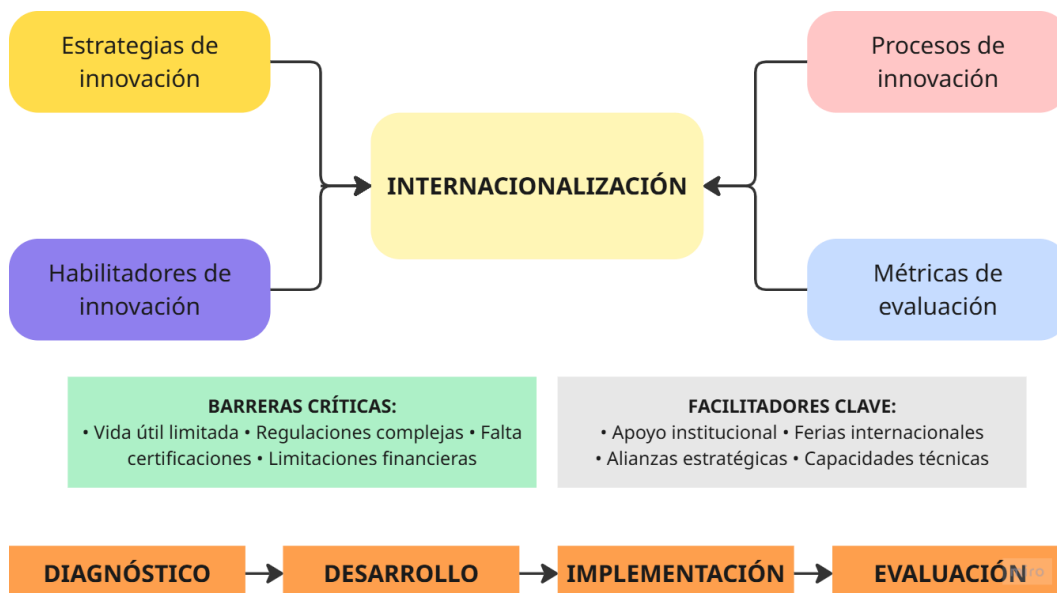 Estrategias de
innovación
Procesos de
innovación
INTERNACIONALIZACIÓN
Habilitadores de
innovación
Métricas de
evaluación
BARRERAS CRÍTICAS:
• Vida útil limitada • Regulaciones complejas • Falta
certificaciones • Limitaciones financieras
FACILITADORES CLAVE:
• Apoyo institucional • Ferias internacionales
• Alianzas estratégicas • Capacidades técnicas
DIAGNÓSTICO
DESARROLLO
IMPLEMENTACIÓN
EVALUACIÓN
miro